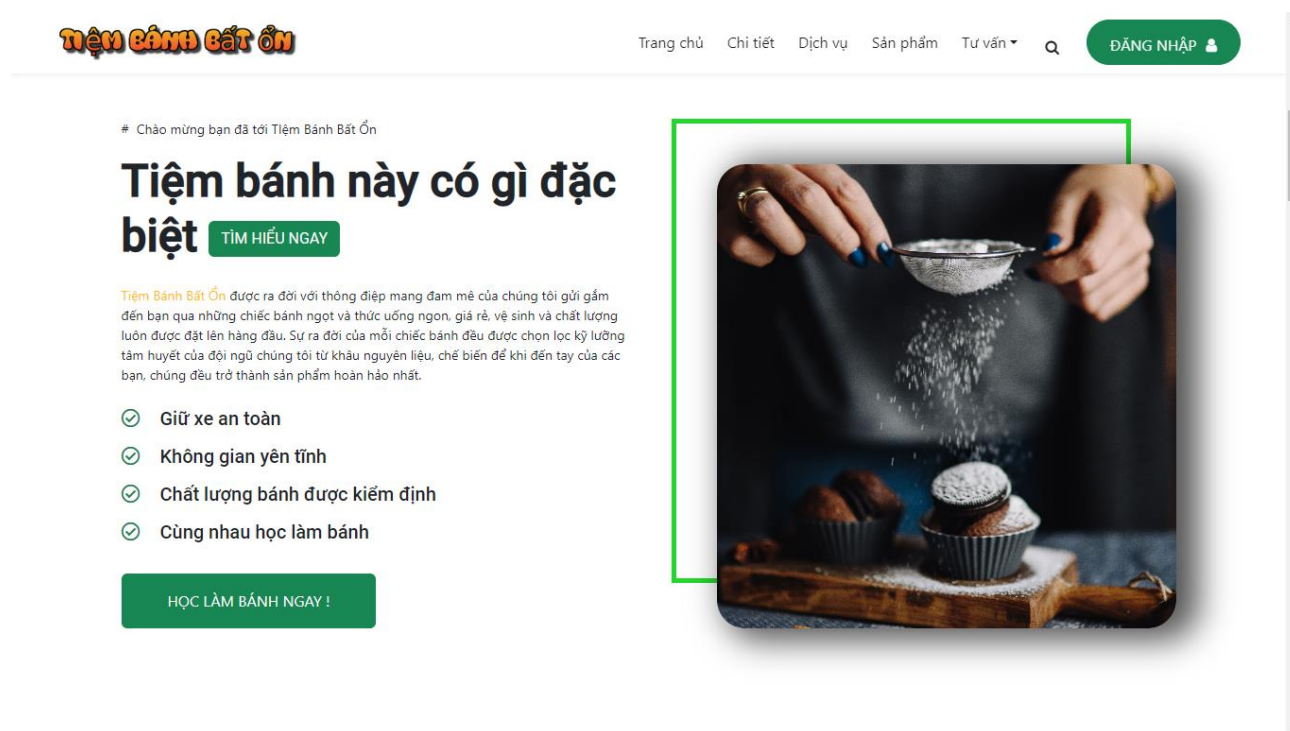 Tiệm Bánh Bất Ổn
Trang chủ Chi tiết Dịch vụ Sản phẩm Tư vấn ĐĂNG NHẬP
# Chào mừng bạn đã tới TIệm Bánh Bất Ổn
Tiệm bánh này có gì đặc
biệt TÌM HIỂU NGAY
Tiệm Bánh Bất Ổn được ra đời với thông điệp mang đam mê của chúng tôi gửi gắm
đến bạn qua những chiếc bánh ngọt và thức uống ngon, giá rẻ, vệ sinh và chất lượng
luôn được đặt lên hàng đầu. Sự ra đời của mỗi chiếc bánh đều được chọn lọc kỹ lưỡng
tâm huyết của đội ngũ chúng tôi từ khâu nguyên liệu, chế biến để khi đến tay của các
bạn, chúng đều trở thành sản phẩm hoàn hảo nhất.
Giữ xe an toàn
Không gian yên tĩnh
Chất lượng bánh được kiểm định
Cùng nhau học làm bánh
HỌC LÀM BÁNH NGAY !